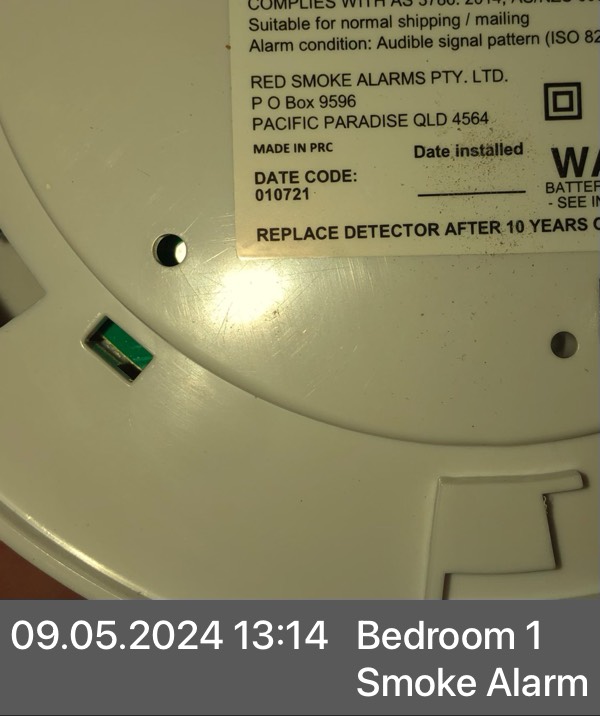 COMPLIES WITH AS 3786: 2014,
Suitable for normal shipping / mailing
Alarm condition: Audible signal pattern (ISO 82
RED SMOKE ALARMS PTY. LTD.
P O Box 9596
PACIFIC PARADISE QLD 4564
MADE IN PRC
Date installed
DATE CODE:
010721
WA
BATTER
- SEE IN
REPLACE DETECTOR AFTER 10 YEARS O
09.05.2024 13:14
Bedroom 1
Smoke Alarm